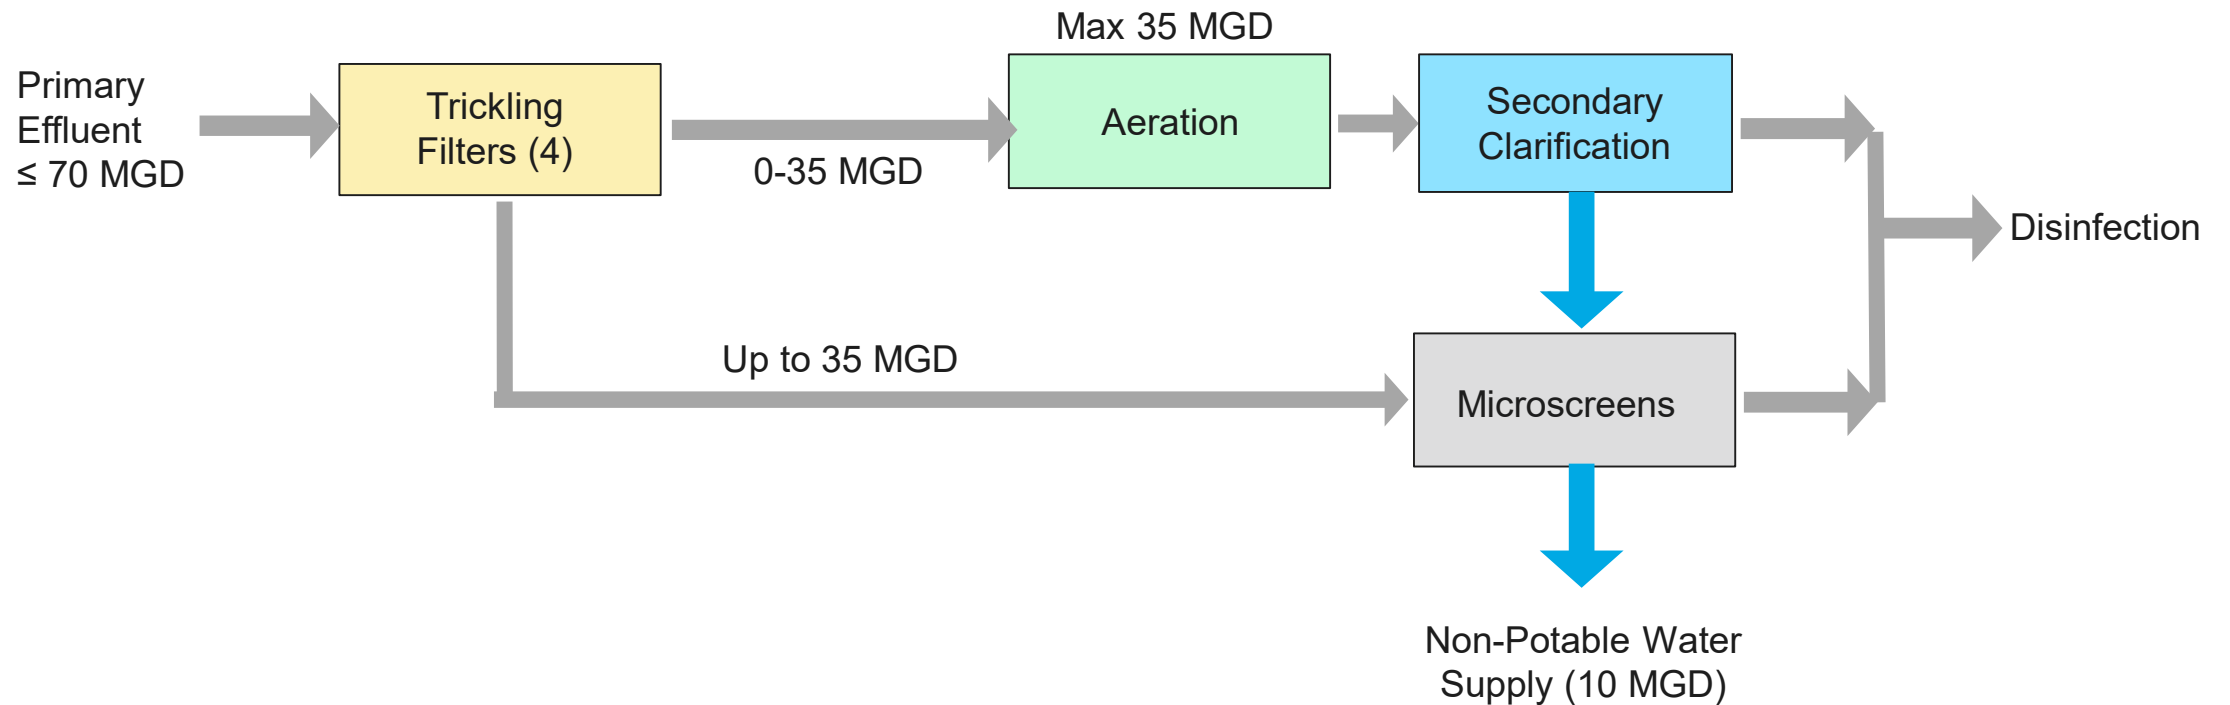 Max 35 MGD
Primary
Effluent
≤ 70 MGD
Trickling
Filters (4)
0-35 MGD
Aeration
Secondary
Clarification
Disinfection
Up to 35 MGD
Microscreens
Non-Potable Water
Supply (10 MGD)